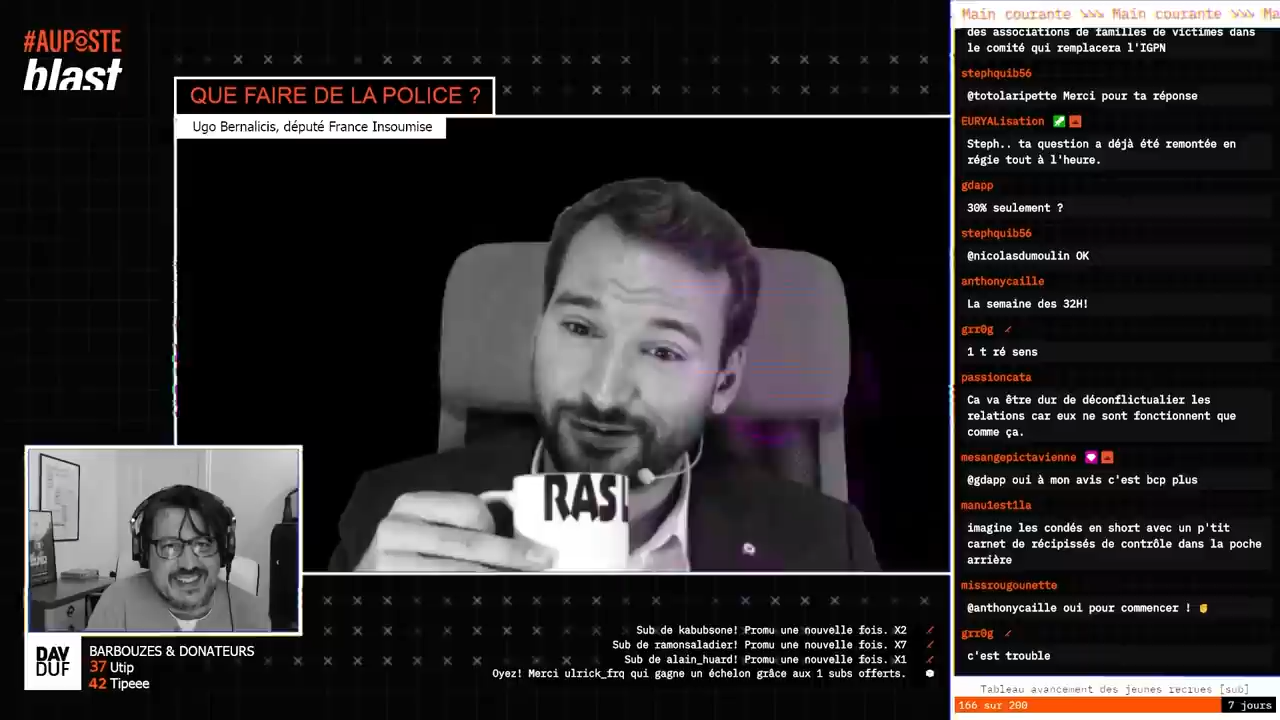 #AUPOSTE
blast
QUE FAIRE DE LA POLICE ?
Ugo Bernalicis, député France Insoumise
RASL
DAV
DUF
BARBOUZES & DONATEURS
37 Utip
42 Tipeee
Sub de kabubsone! Promu une nouvelle fois. X2
Sub de ramonsaladier! Promu une nouvelle fois. X7
Sub de alain_huard! Promu une nouvelle fois. X1
Oyez! Merci ulrick_frq qui gagne un échelon grâce aux 1 subs offerts.
Main courante >>> Main courante >>> Ma
des associations de familles de victimes dans
le comité qui remplacera l'IGPN
stephquib56
@totolaripette Merci pour ta réponse
EURYALisation
Steph.. ta question a déjà été remontée en
régie tout à l'heure.
gdapp
30% seulement ?
stephquib56
@nicolasdumoulin OK
anthonycaille
La semaine des 32H!
grr0g
1 t ré sens
passioncata
Ca va être dur de déconflictualier les
relations car eux ne sont fonctionnent que
comme ça.
mesangepictavienne
@gdapp oui à mon avis c'est bcp plus
manu1est1la
imagine les condés en short avec un p'tit
carnet de récipissés de contrôle dans la poche
arrière
missrougounette
@anthonycaille oui pour commencer !
grr0g
c'est trouble
Tableau avancement des jeunes recrues [sub]
166 sur 200
7 jours